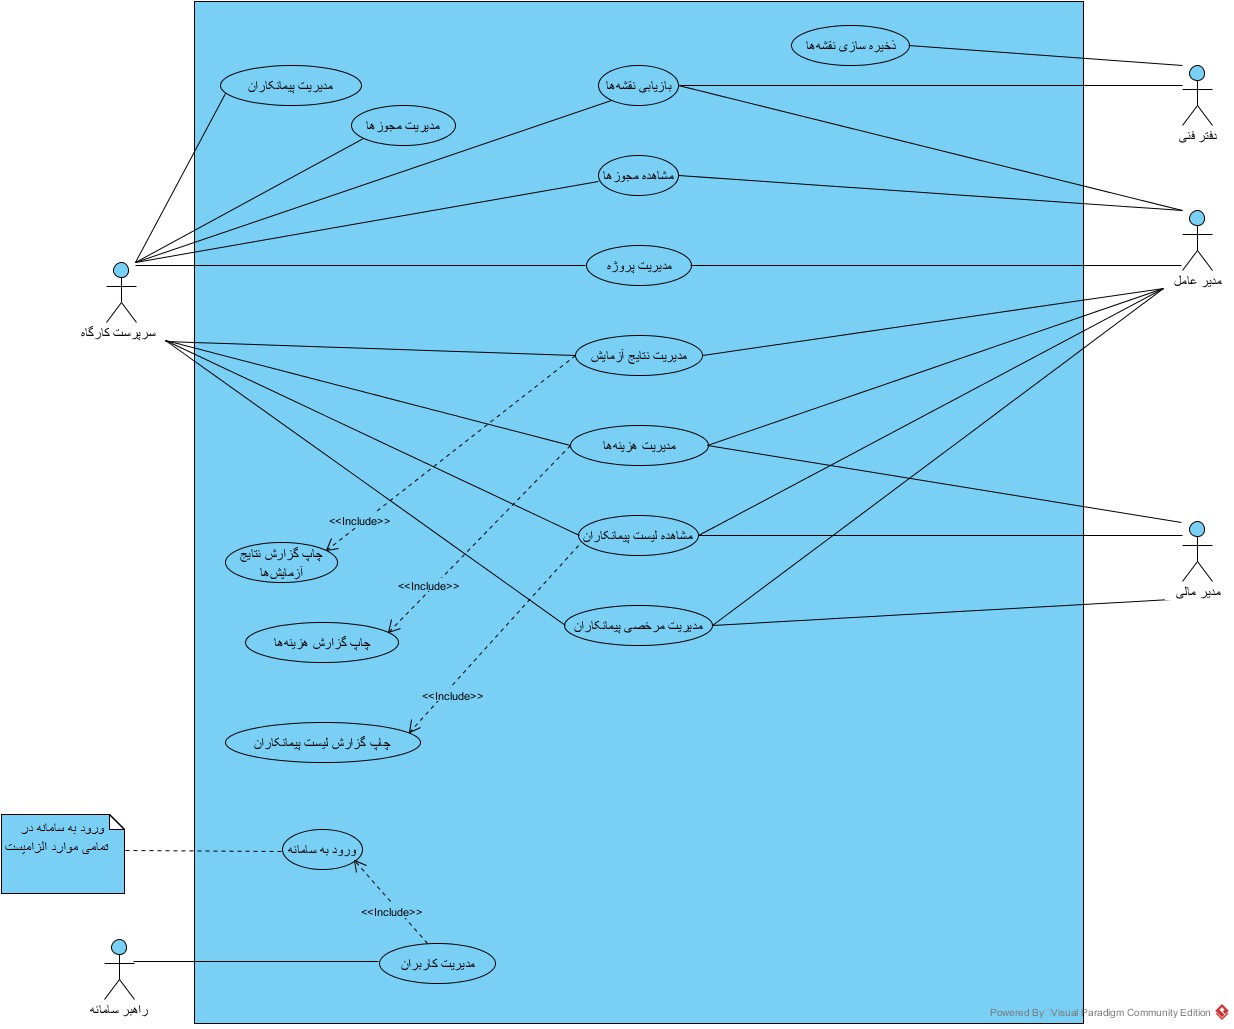 ذخیره سازی نقشه‌ها
مدیریت پیمانکاران
بازیابی نقشه‌ها
مدیریت مجوزها
دفتر فنی
مشاهده مجوزها
مدیریت پروژه
مدیر عامل
سرپرست کارگاه
مدیریت نتایج آزمایش
مدیریت هزینه‌ها
<<Include>>
مشاهده لیست پیمانکاران
چاپ گزارش نتایج
آزمایش‌ها
<<Include>>
مدیر مالی
مدیریت مرخصی پیمانکاران
چاپ گزارش هزینه‌ها
<<Include>>
چاپ گزارش لیست پیمانکاران
ورود به سامانه در
تمامی موارد الزامیست
ورود به سامانه
<<Include>>
مدیریت کاربران
راهبر سامانه
Powered By Visual Paradigm Community Edition